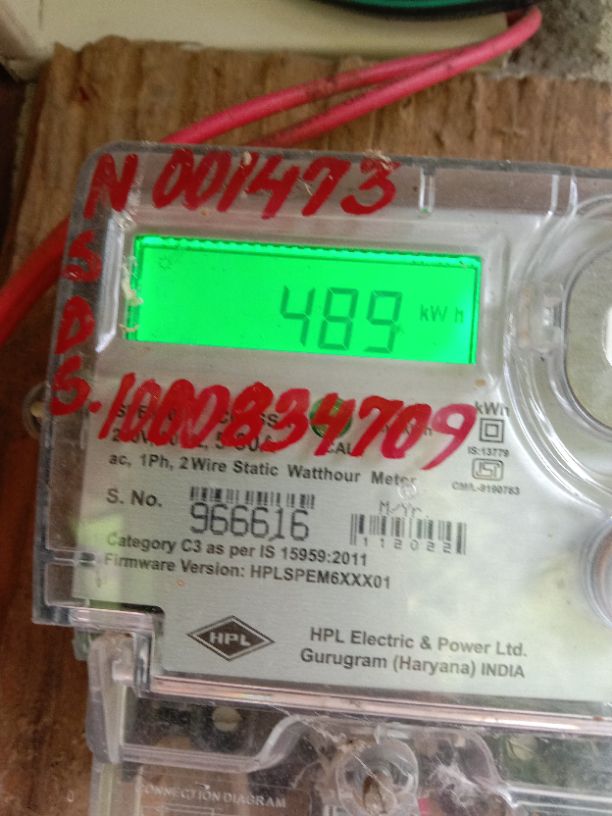 N 001473
S
D
489 kWh
S. 1000834709
kWh
IS:13779
ac, 1Ph, 2Wire Static Watthour Meter
CM/L-8190783
S. No.
966616
M/Yr.
112022
Category C3 as per IS 15959:2011
Firmware Version: HPLSPEM6XXX01
HPL
HPL Electric & Power Ltd.
Gurugram (Haryana) INDIA
CONNECTION DIAGRAM